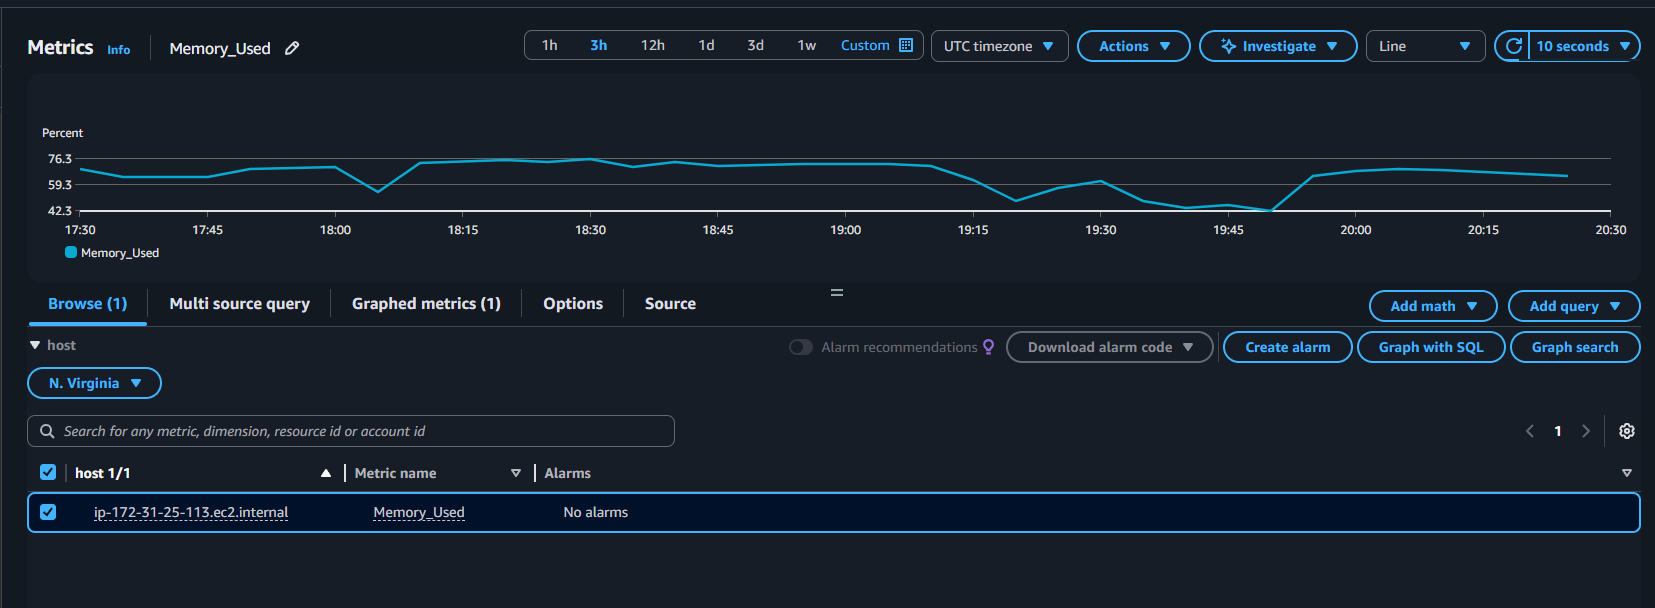 Metrics Info Memory_Used 1h 3h 12h 1d 3d 1w Custom UTC timezone Actions Investigate Line 10 seconds
Percent
76.3
59.3
42.3
17:30 17:45 18:00 18:15 18:30 18:45 19:00 19:15 19:30 19:45 20:00 20:15 20:30
Memory_Used
Browse (1) Multi source query Graphed metrics (1) Options Source Add math Add query
host Alarm recommendations Download alarm code Create alarm Graph with SQL Graph search
N. Virginia
Search for any metric, dimension, resource id or account id 1
host 1/1 Metric name Alarms
ip-172-31-25-113.ec2.internal Memory_Used No alarms